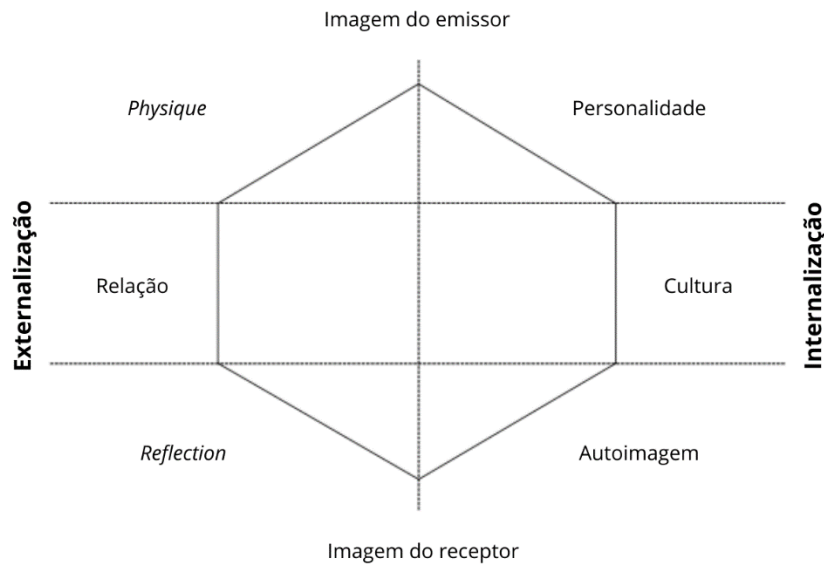 Imagem do emissor
Physique
Personalidade
Externalização
Relação
Cultura
Internalização
Reflection
Autoimagem
Imagem do receptor